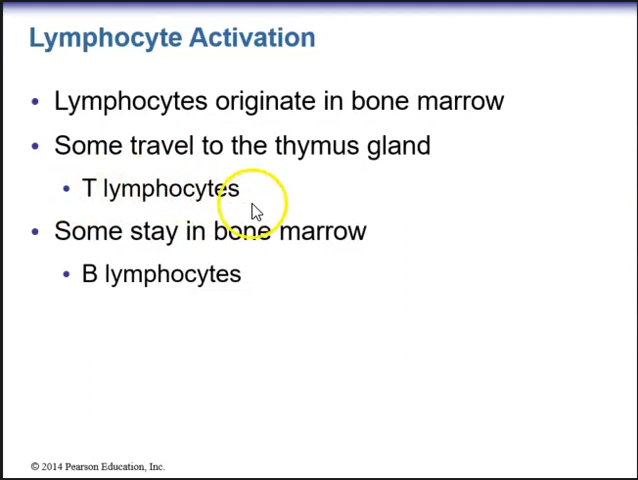 Lymphocyte Activation
• Lymphocytes originate in bone marrow
• Some travel to the thymus gland
• T lymphocytes
• Some stay in bone marrow
• B lymphocytes
© 2014 Pearson Education, Inc.